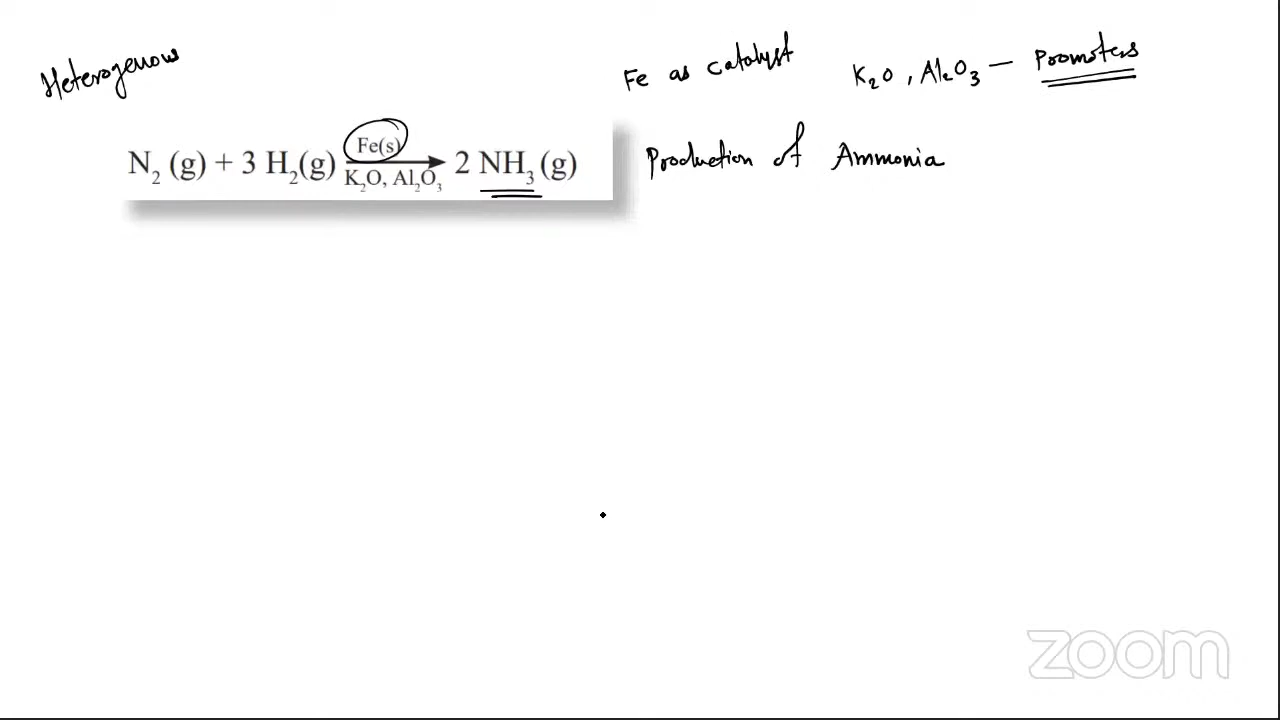 Heterogenous
Fe as catalyst
K₂O, Al₂O₃ — Promoters
N₂ (g) + 3 H₂(g) Fe(s) K₂O, Al₂O₃ 2 NH₃ (g)
Production of Ammonia
zoom